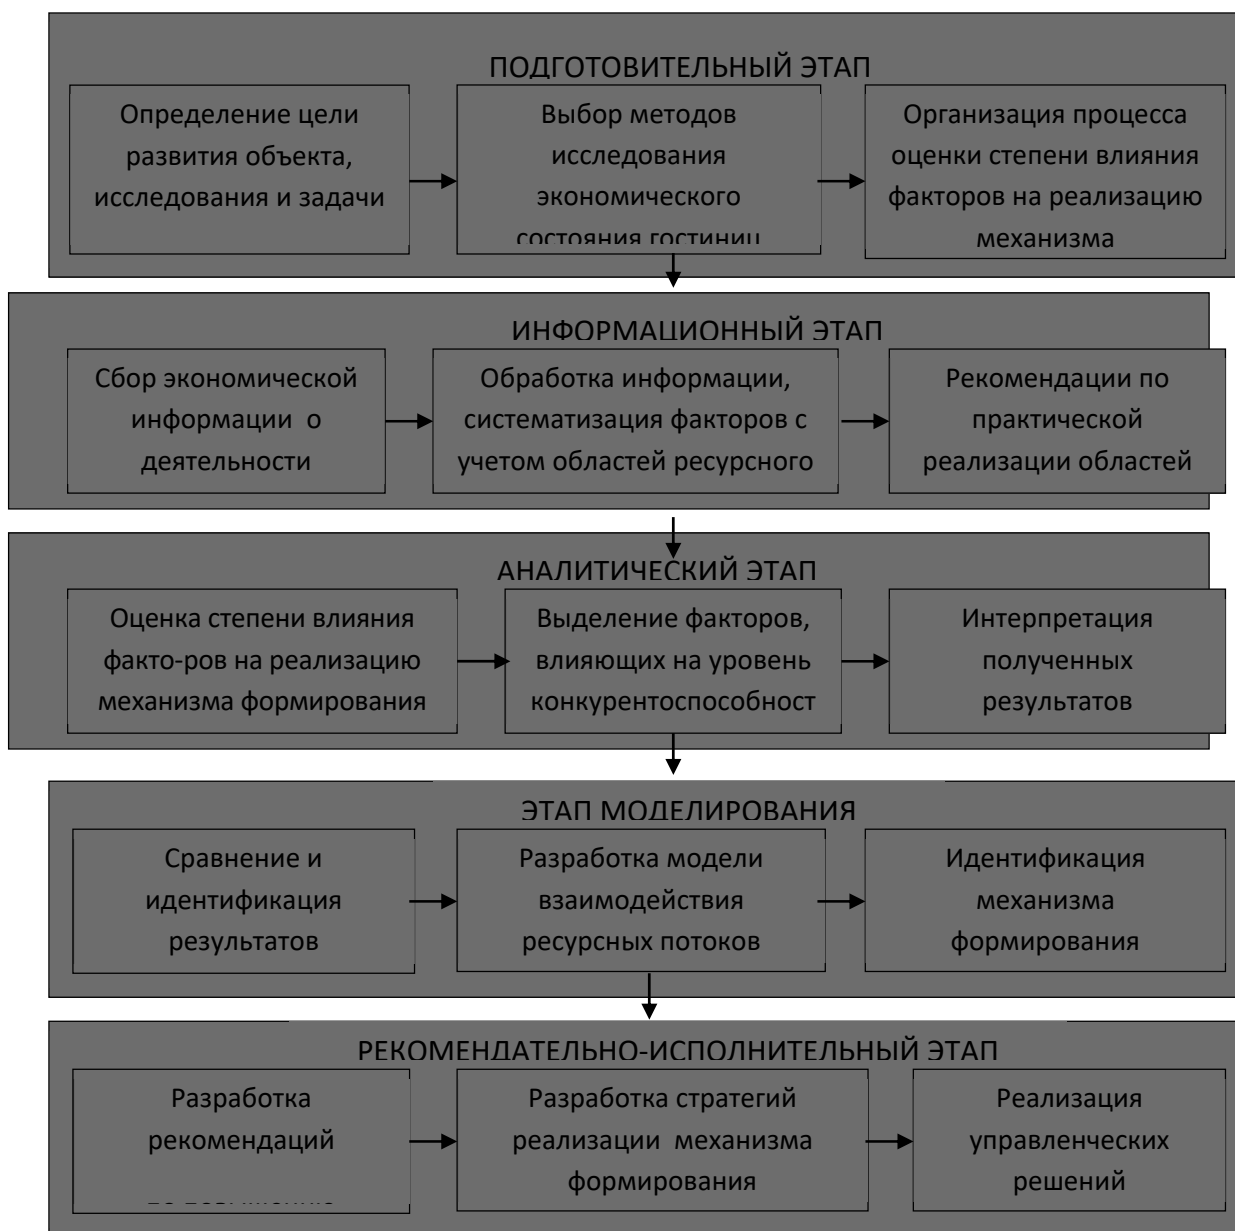 ПОДГОТОВИТЕЛЬНЫЙ ЭТАП
Определение цели
развития объекта,
исследования и задачи
Выбор методов
исследования
экономического
состояния гостиниц
Организация процесса
оценки степени влияния
факторов на реализацию
механизма
ИНФОРМАЦИОННЫЙ ЭТАП
Сбор экономической
информации о
деятельности
Обработка информации,
систематизация факторов с
учетом областей ресурсного
Рекомендации по
практической
реализации областей
АНАЛИТИЧЕСКИЙ ЭТАП
Оценка степени влияния
факто-ров на реализацию
механизма формирования
Выделение факторов,
влияющих на уровень
конкурентоспособност
Интерпретация
полученных
результатов
ЭТАП МОДЕЛИРОВАНИЯ
Сравнение и
идентификация
результатов
Разработка модели
взаимодействия
ресурсных потоков
Идентификация
механизма
формирования
РЕКОМЕНДАТЕЛЬНО-ИСПОЛНИТЕЛЬНЫЙ ЭТАП
Разработка
рекомендаций
Разработка стратегий
реализации механизма
формирования
Реализация
управленческих
решений